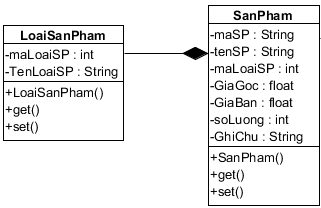 LoaiSanPham
-maLoaiSP : int
-TenLoaiSP : String
+LoaiSanPham()
+get()
+set()
SanPham
-maSP : String
-tenSP : String
-maLoaiSP : int
-GiaGoc : float
-GiaBan : float
-soLuong : int
-GhiChu : String
+SanPham()
+get()
+set()